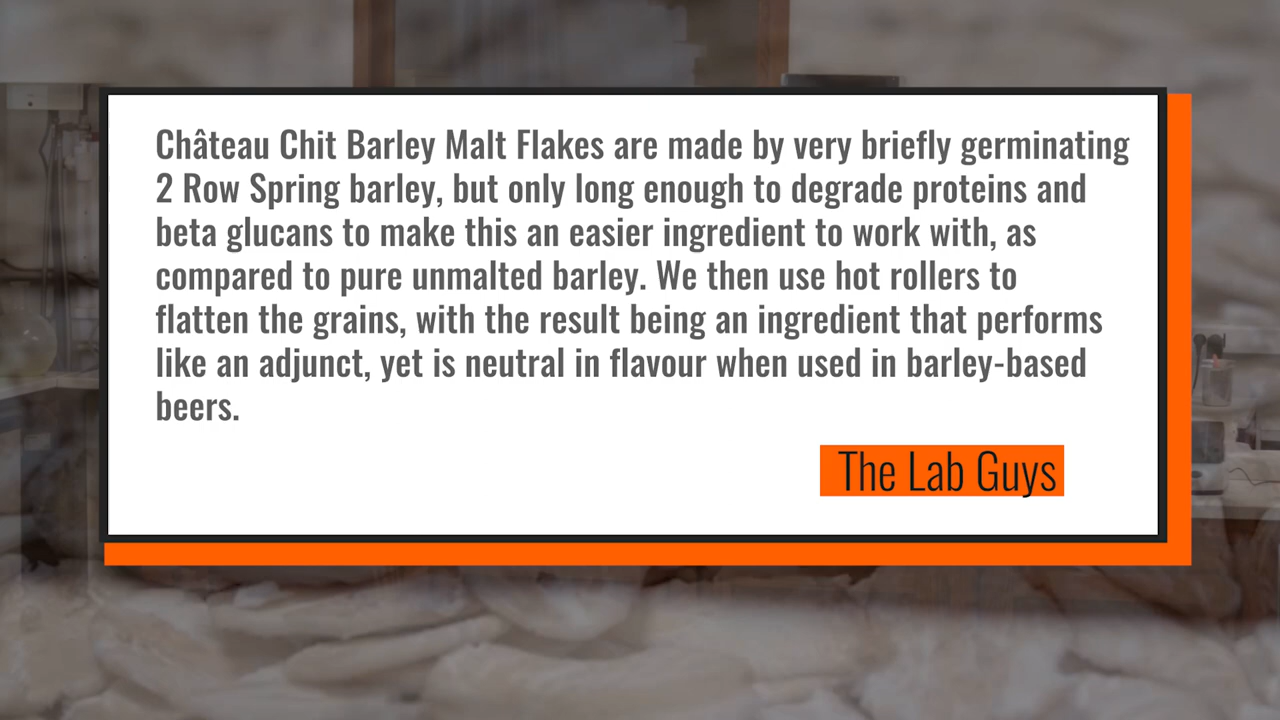 Château Chit Barley Malt Flakes are made by very briefly germinating
2 Row Spring barley, but only long enough to degrade proteins and
beta glucans to make this an easier ingredient to work with, as
compared to pure unmalted barley. We then use hot rollers to
flatten the grains, with the result being an ingredient that performs
like an adjunct, yet is neutral in flavour when used in barley-based
beers.
The Lab Guys